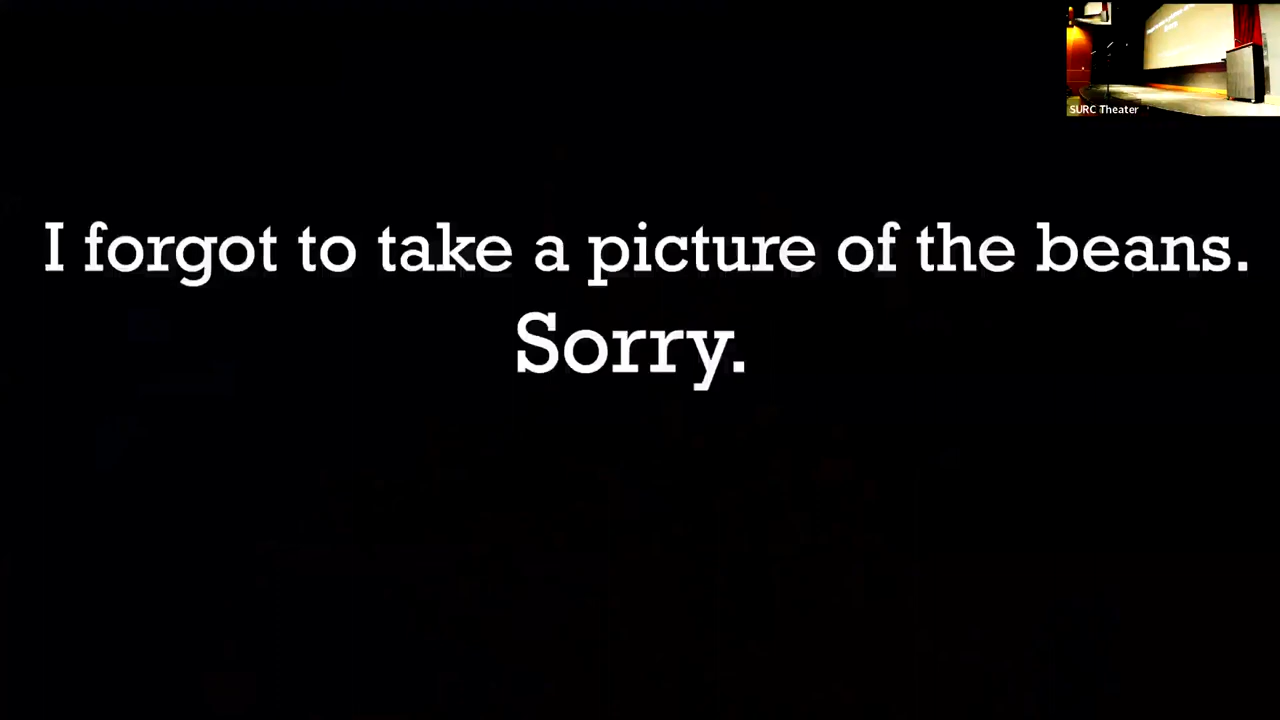 SURC Theater
I forgot to take a picture of the beans.
Sorry.